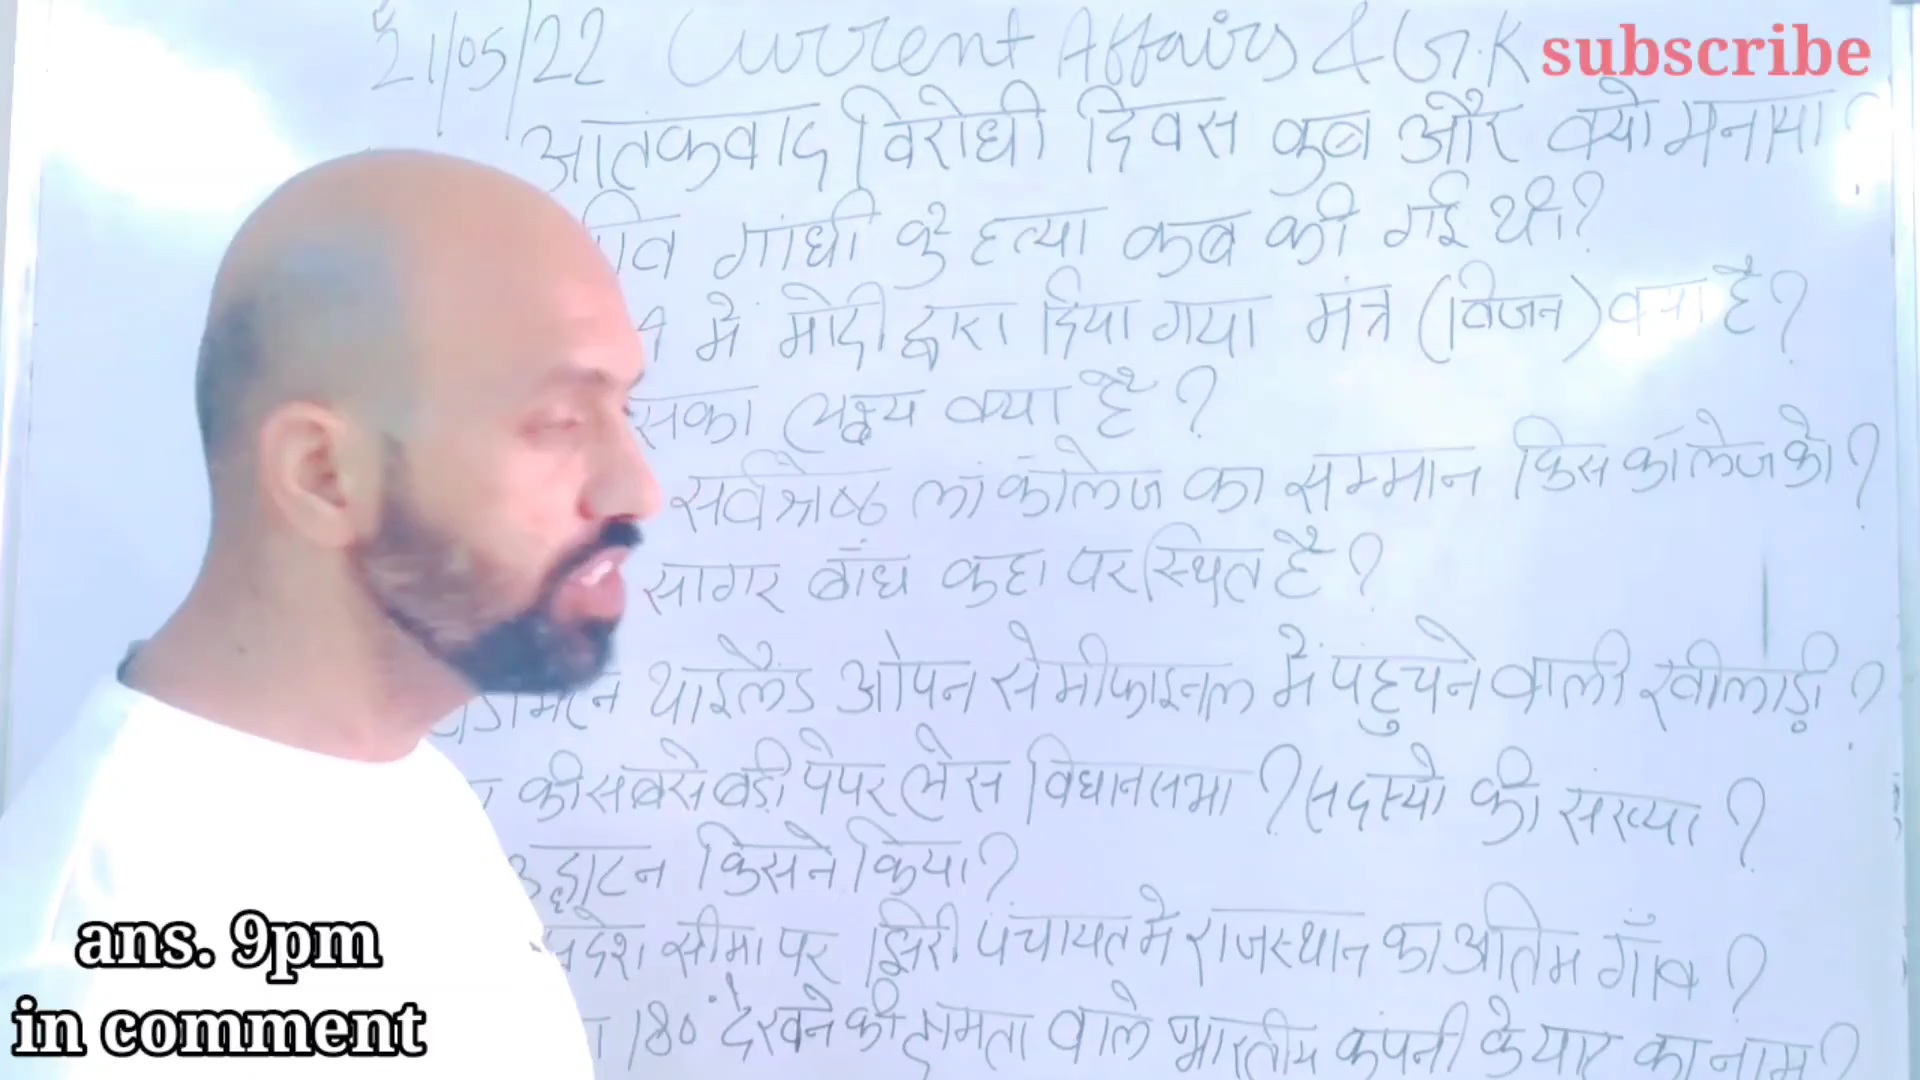 21/05/22 Current Affairs & G.K subscribe
आतंकवाद विरोधी दिवस कब और क्यो मनाया ?
गांधी के हत्या कब की गई थी?
में मोदी द्वारा दिया गया मंत्र (विजन) क्या है?
लक्ष्य क्या है ?
सर्वश्रेष्ठ लॉ कॉलेज का सम्मान किस कॉलेज को ?
सागर बाँध कहा पर स्थित है ?
थाईलैंड ओपन सेमीफाइनल में पहुचने वाली खीलाड़ी ?
की सबसे बड़ी पेपर लेस विधानसभा ? सदस्यो की संख्या ?
उद्घाटन किसने किया?
सीमा पर झिरी पंचायत में राजस्थान का अंतिम गाँव ?
180° देखने की क्षमता वाले भारतीय कंपनी के यार का नाम?
ans. 9pm
in comment